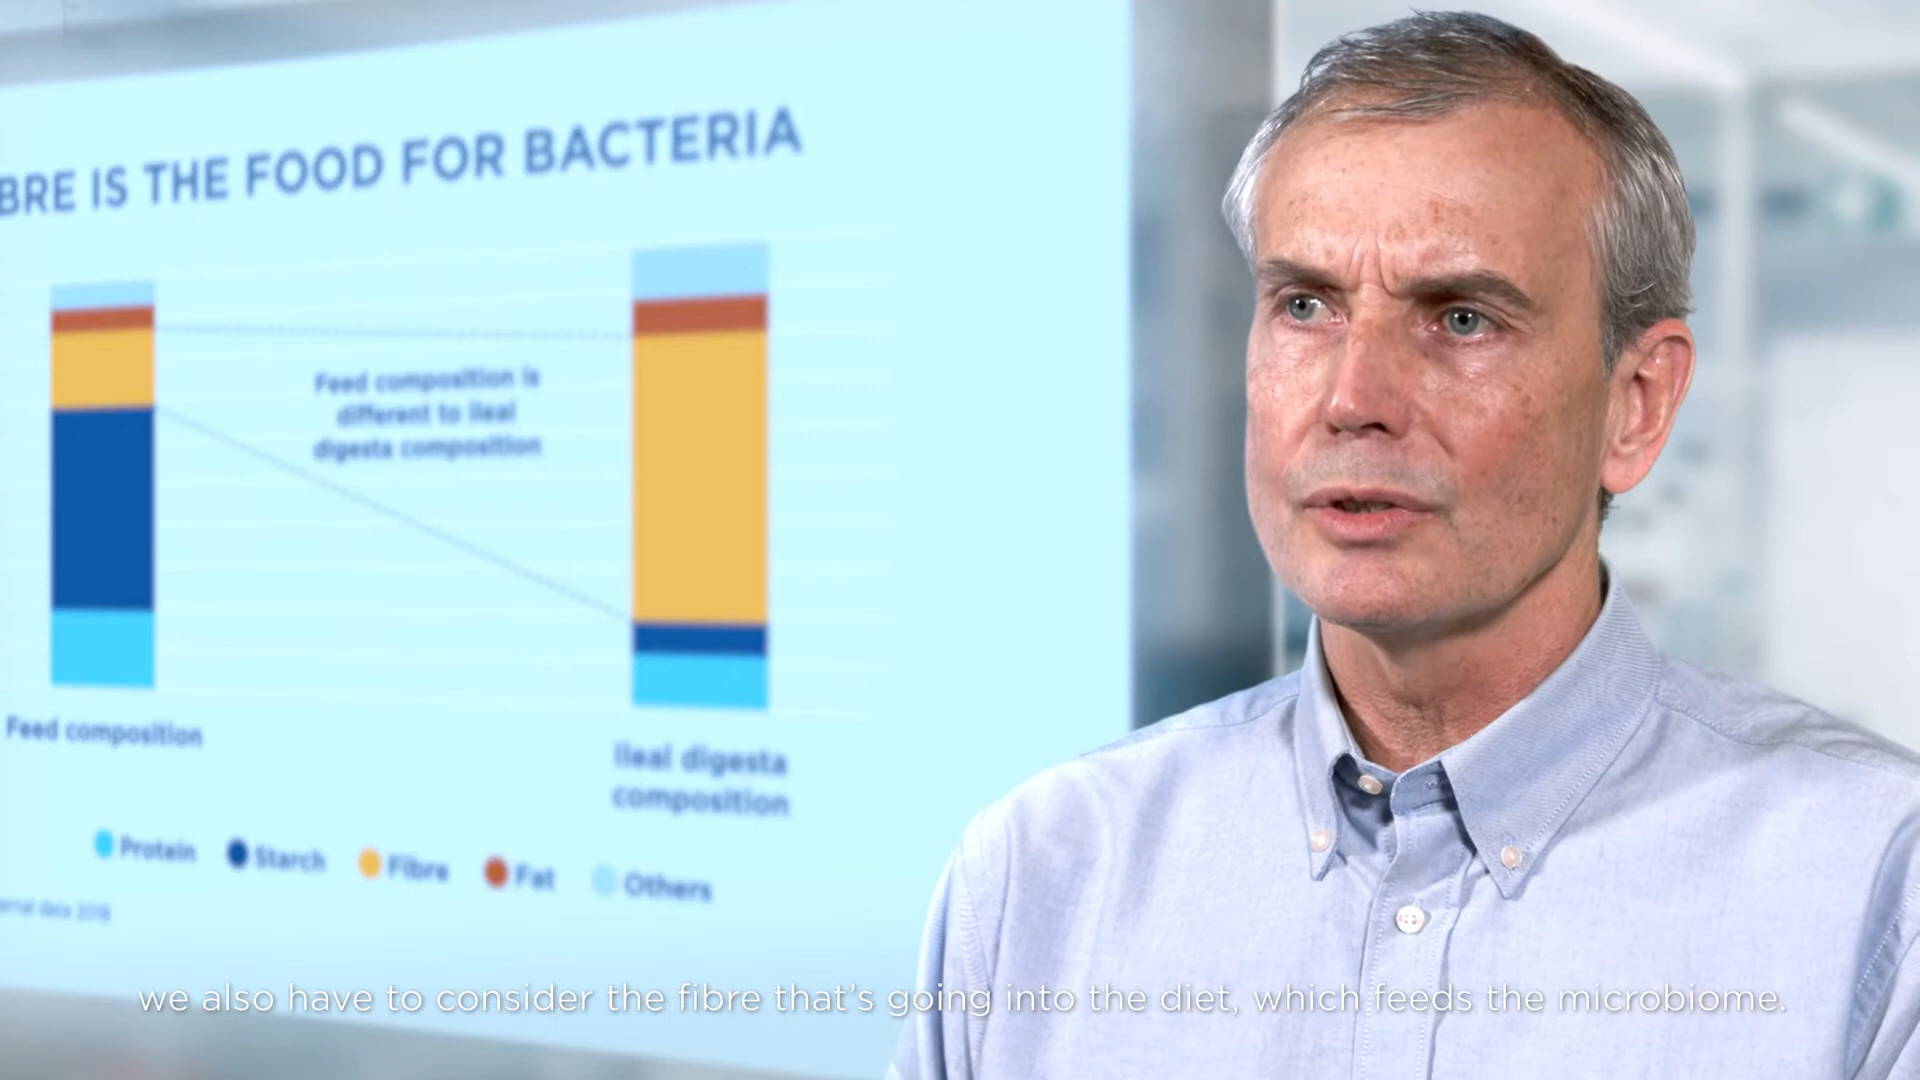 BRE IS THE FOOD FOR BACTERIA
Feed composition is
different to ileal
digesta composition
Feed composition
Ileal digesta
composition
Protein Starch Fibre Fat Others
data 2018
we also have to consider the fibre that's going into the diet, which feeds the microbiome.